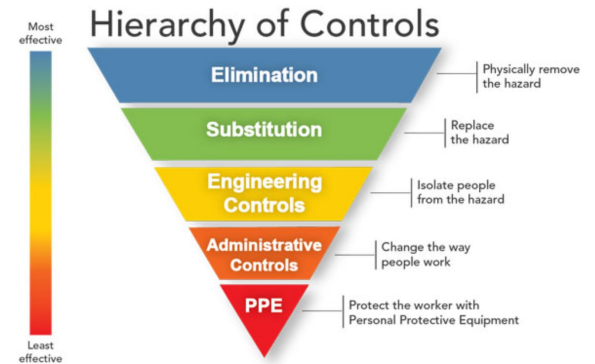 Hierarchy of Controls
Most
effective
Elimination
Physically remove
the hazard
Substitution
Replace
the hazard
Engineering
Controls
Isolate people
from the hazard
Administrative
Controls
Change the way
people work
PPE
Protect the worker with
Personal Protective Equipment
Least
effective